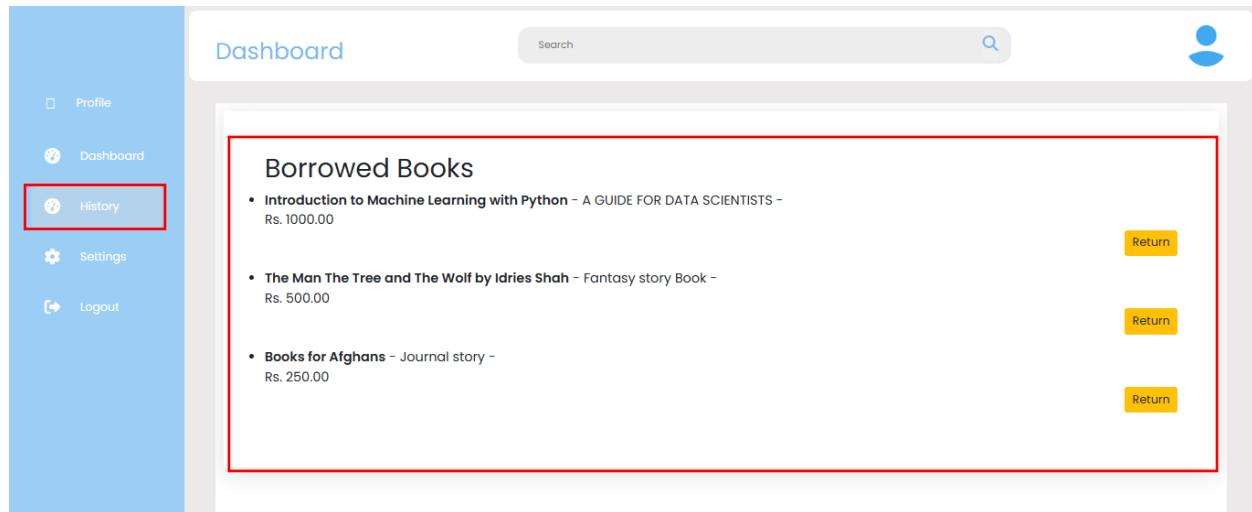 Dashboard
Search
Profile
Dashboard
History
Settings
Logout
Borrowed Books
Introduction to Machine Learning with Python - A GUIDE FOR DATA SCIENTISTS -
Rs. 1000.00
Return
The Man The Tree and The Wolf by Idries Shah - Fantasy story Book -
Rs. 500.00
Return
Books for Afghans - Journal story -
Rs. 250.00
Return